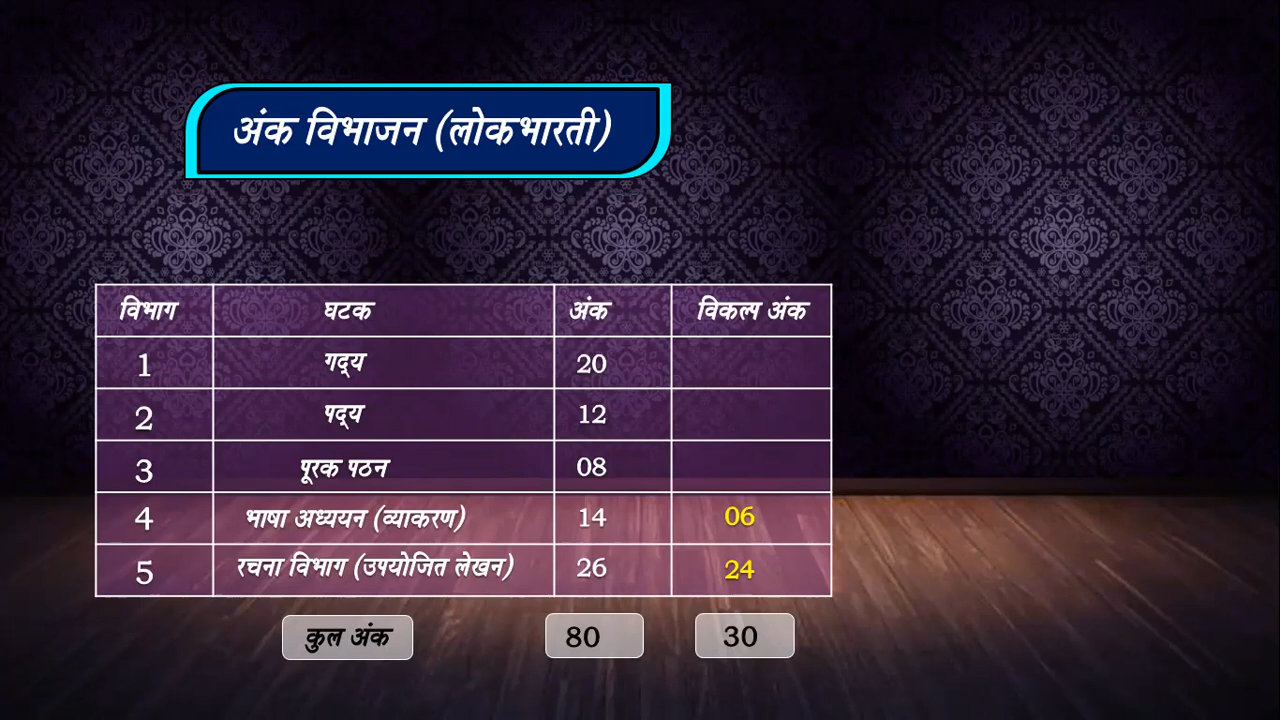 अंक विभाजन (लोकभारती)
विभाग घटक अंक विकल्प अंक
1 गद्‌य 20
2 पद्‌य 12
3 पूरक पठन 08
4 भाषा अध्ययन (व्याकरण) 14 06
5 रचना विभाग (उपयोजित लेखन) 26 24
कुल अंक 80 30